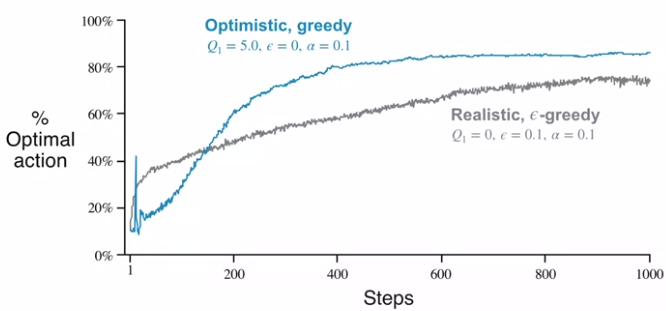 100%
Optimistic, greedy
Q₁ = 5.0, ϵ = 0, α = 0.1
80%
60%
%
Optimal
action
Realistic, ϵ-greedy
Q₁ = 0, ϵ = 0.1, α = 0.1
40%
20%
0%
1 200 400 600 800 1000
Steps